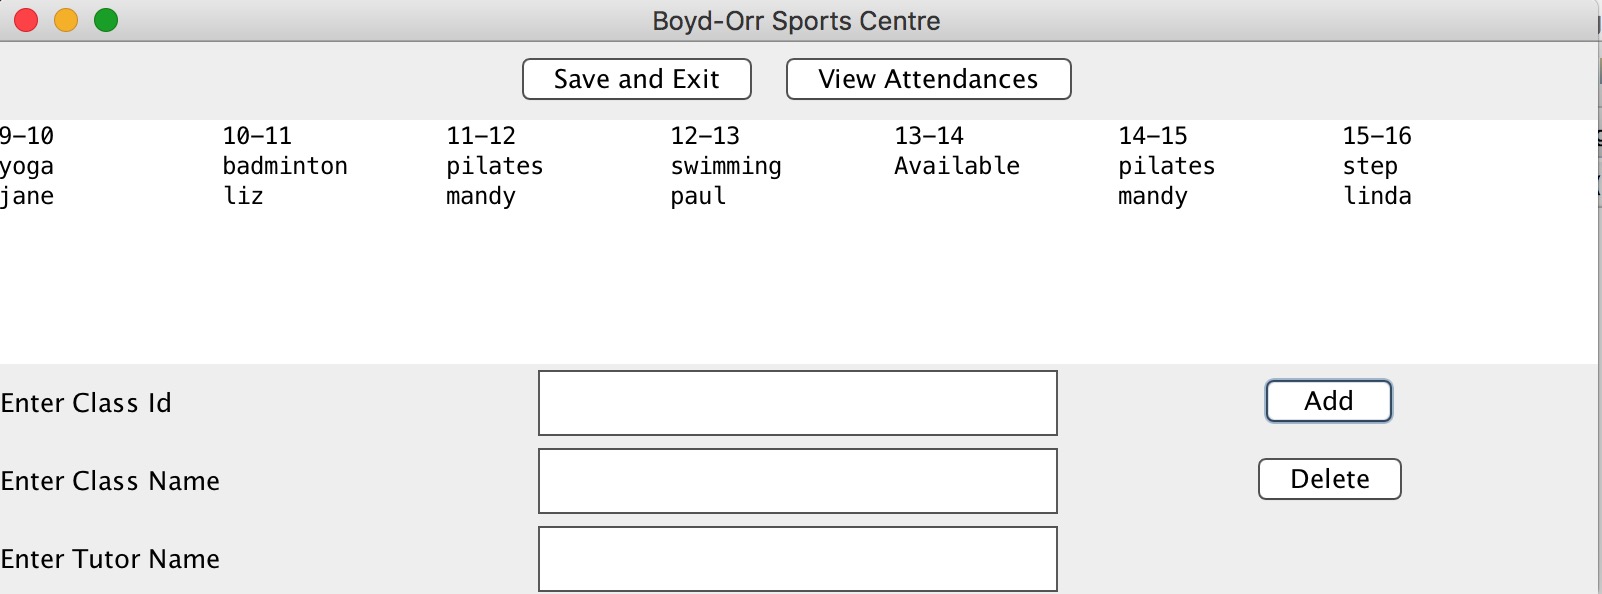 Boyd-Orr Sports Centre
Save and Exit View Attendances
9-10 10-11 11-12 12-13 13-14 14-15 15-16
yoga badminton pilates swimming Available pilates step
jane liz mandy paul mandy linda
Enter Class Id Add
Enter Class Name Delete
Enter Tutor Name